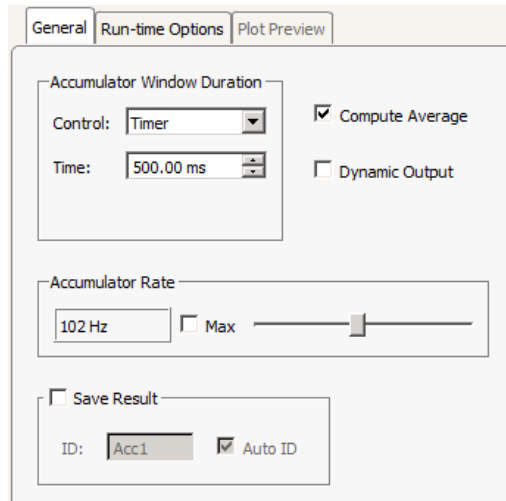 General Run-time Options Plot Preview
Accumulator Window Duration
Control: Timer
Compute Average
Time: 500.00 ms
Dynamic Output
Accumulator Rate
102 Hz Max
Save Result
ID: Acc1 Auto ID